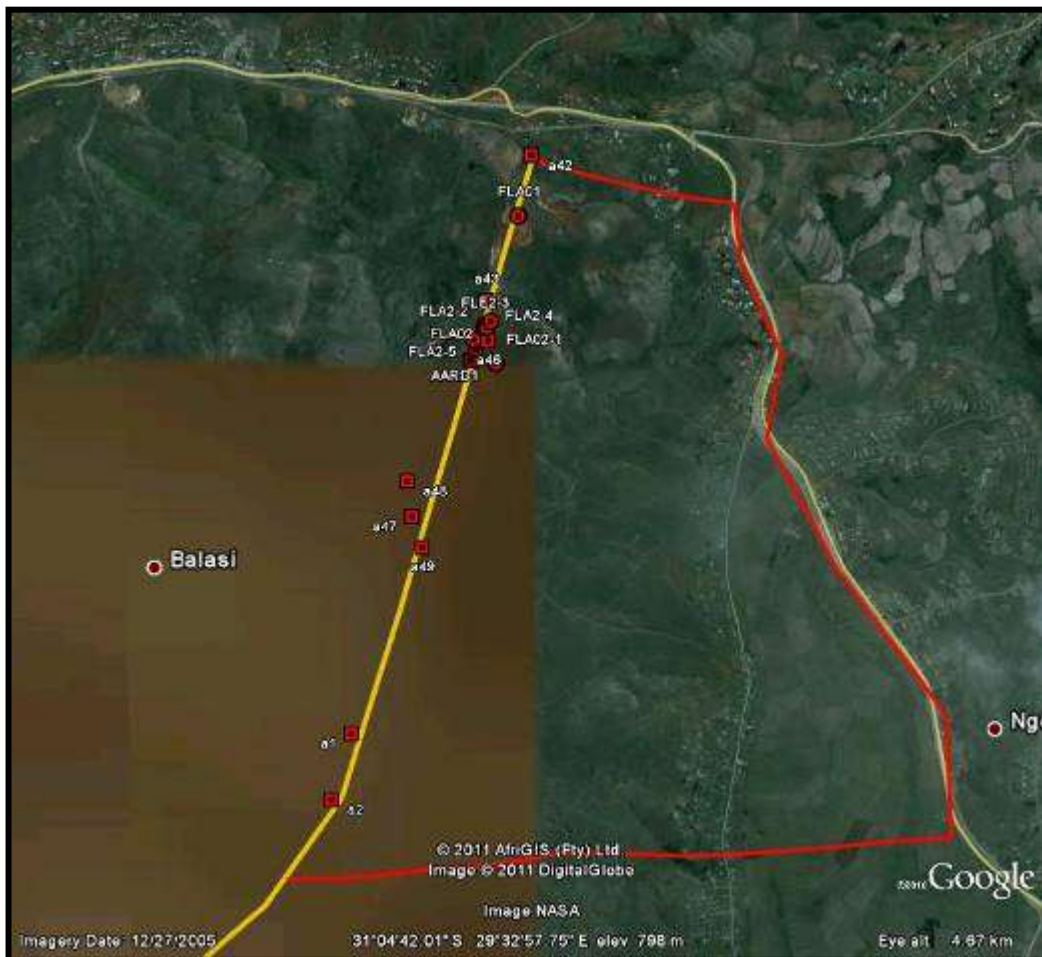 a42
FLA01
a43
FLA2-2
FLA2-4
FLA02
FLA02-1
FLA2-5
a46
AARD1
a48
a47
a49
Balasi
a1
a2
© 2011 AfriGIS (Pty) Ltd
Image © 2011 DigitalGlobe
Google
Image NASA
Imagery Date: 12/27/2005
31°04'42.01" S 29°32'57.75" E elev 798 m
Eye alt 4.67 km